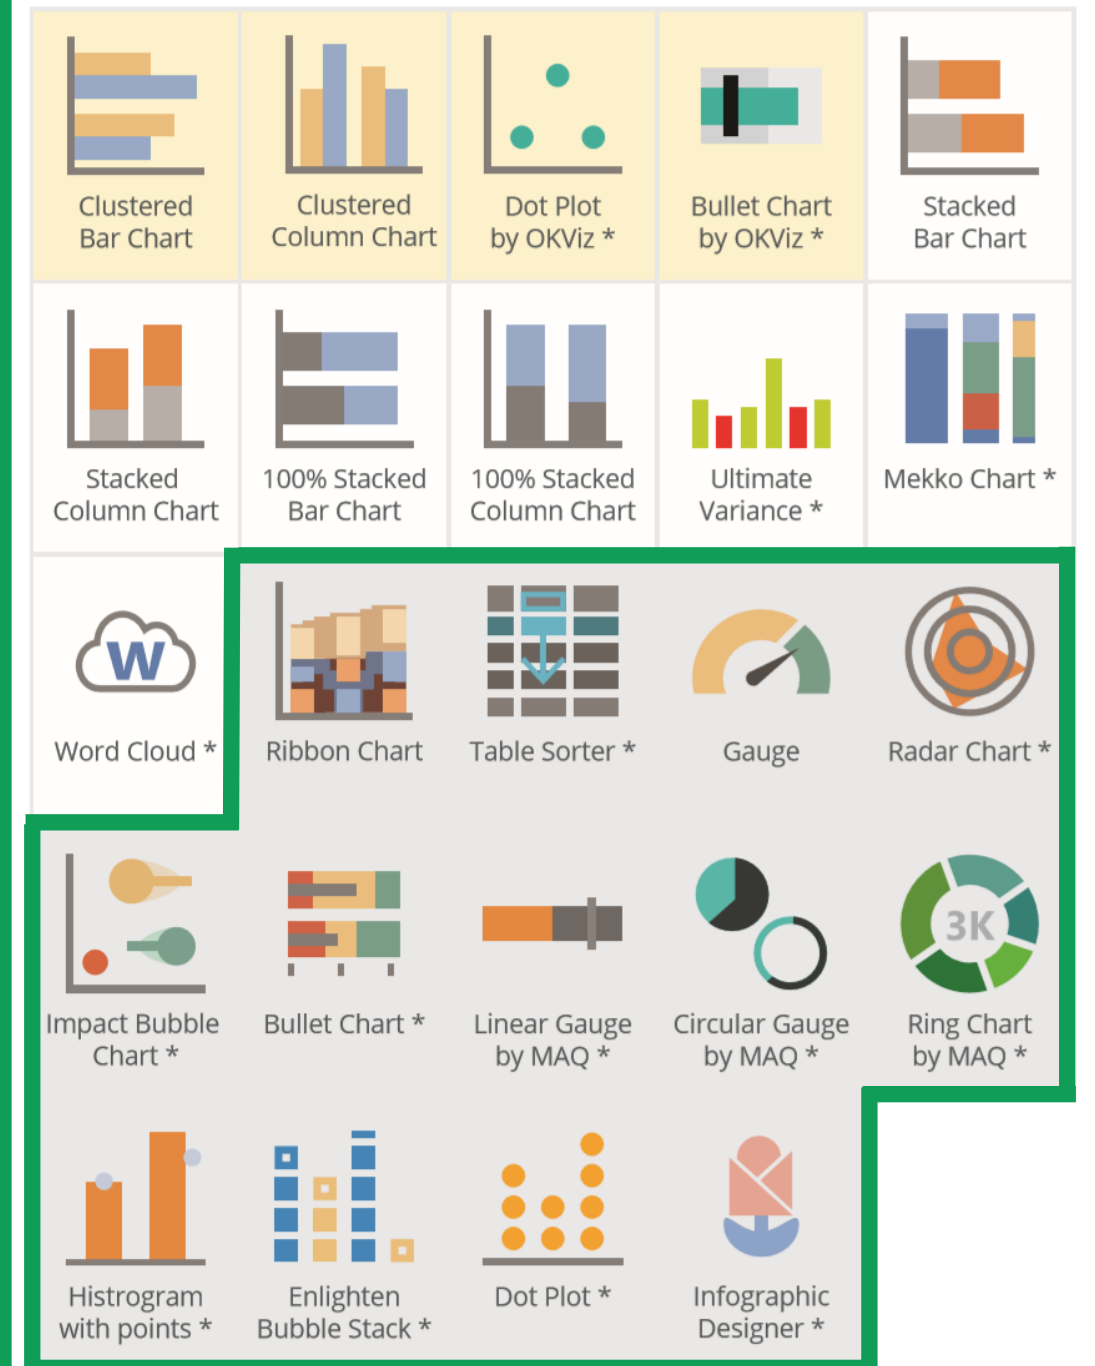 Clustered
Bar Chart
Clustered
Column Chart
Dot Plot
by OKViz *
Bullet Chart
by OKViz *
Stacked
Bar Chart
Stacked
Column Chart
100% Stacked
Bar Chart
100% Stacked
Column Chart
Ultimate
Variance *
Mekko Chart *
W
Word Cloud *
Ribbon Chart
Table Sorter *
Gauge
Radar Chart *
Impact Bubble
Chart *
Bullet Chart *
Linear Gauge
by MAQ *
Circular Gauge
by MAQ *
3K
Ring Chart
by MAQ *
Histrogram
with points *
Enlighten
Bubble Stack *
Dot Plot *
Infographic
Designer *